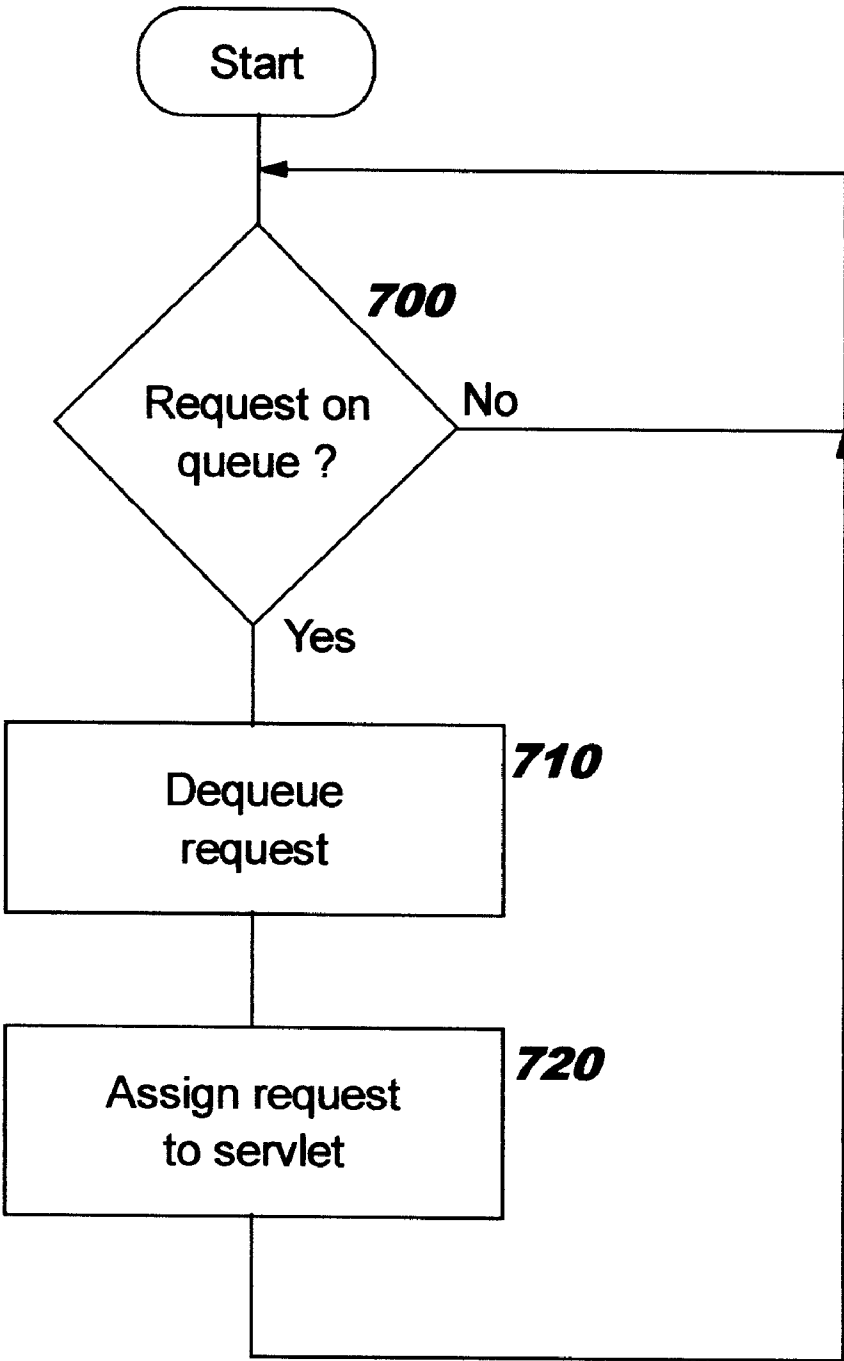 Start
700
Request on
queue ?
No
Yes
710
Dequeue
request
720
Assign request
to servlet